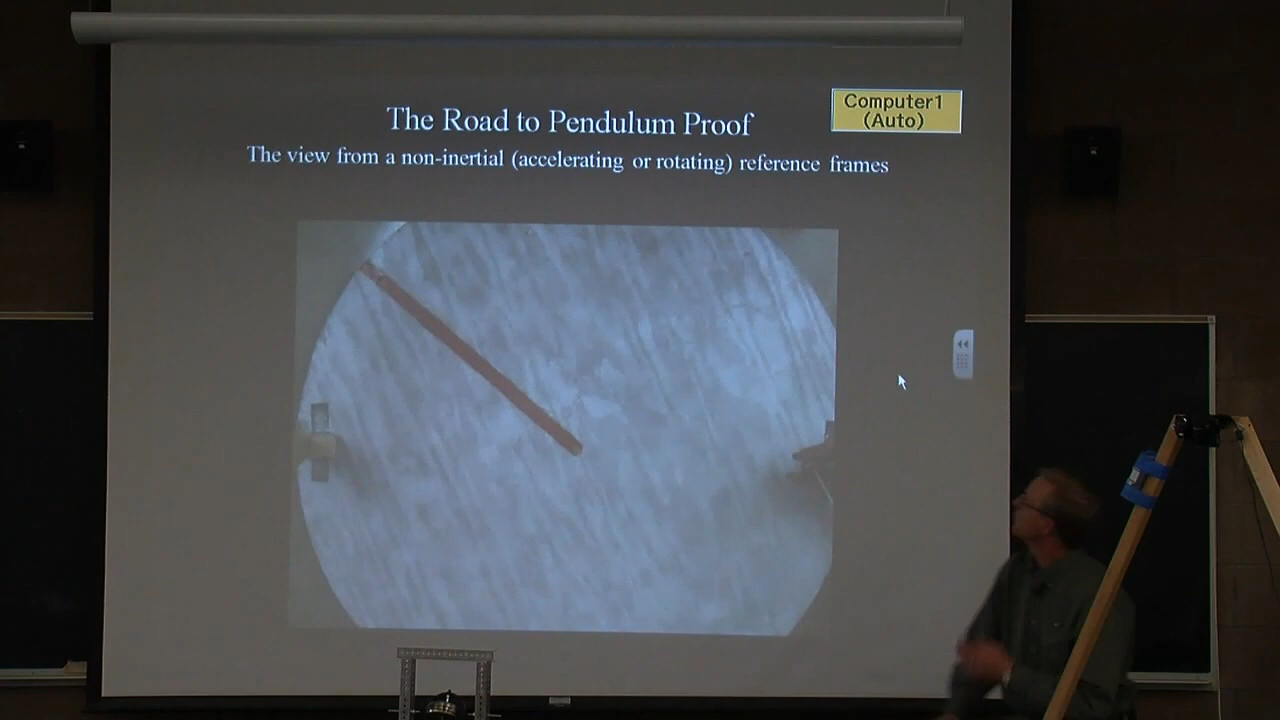 Computer1
(Auto)
The Road to Pendulum Proof
The view from a non-inertial (accelerating or rotating) reference frames